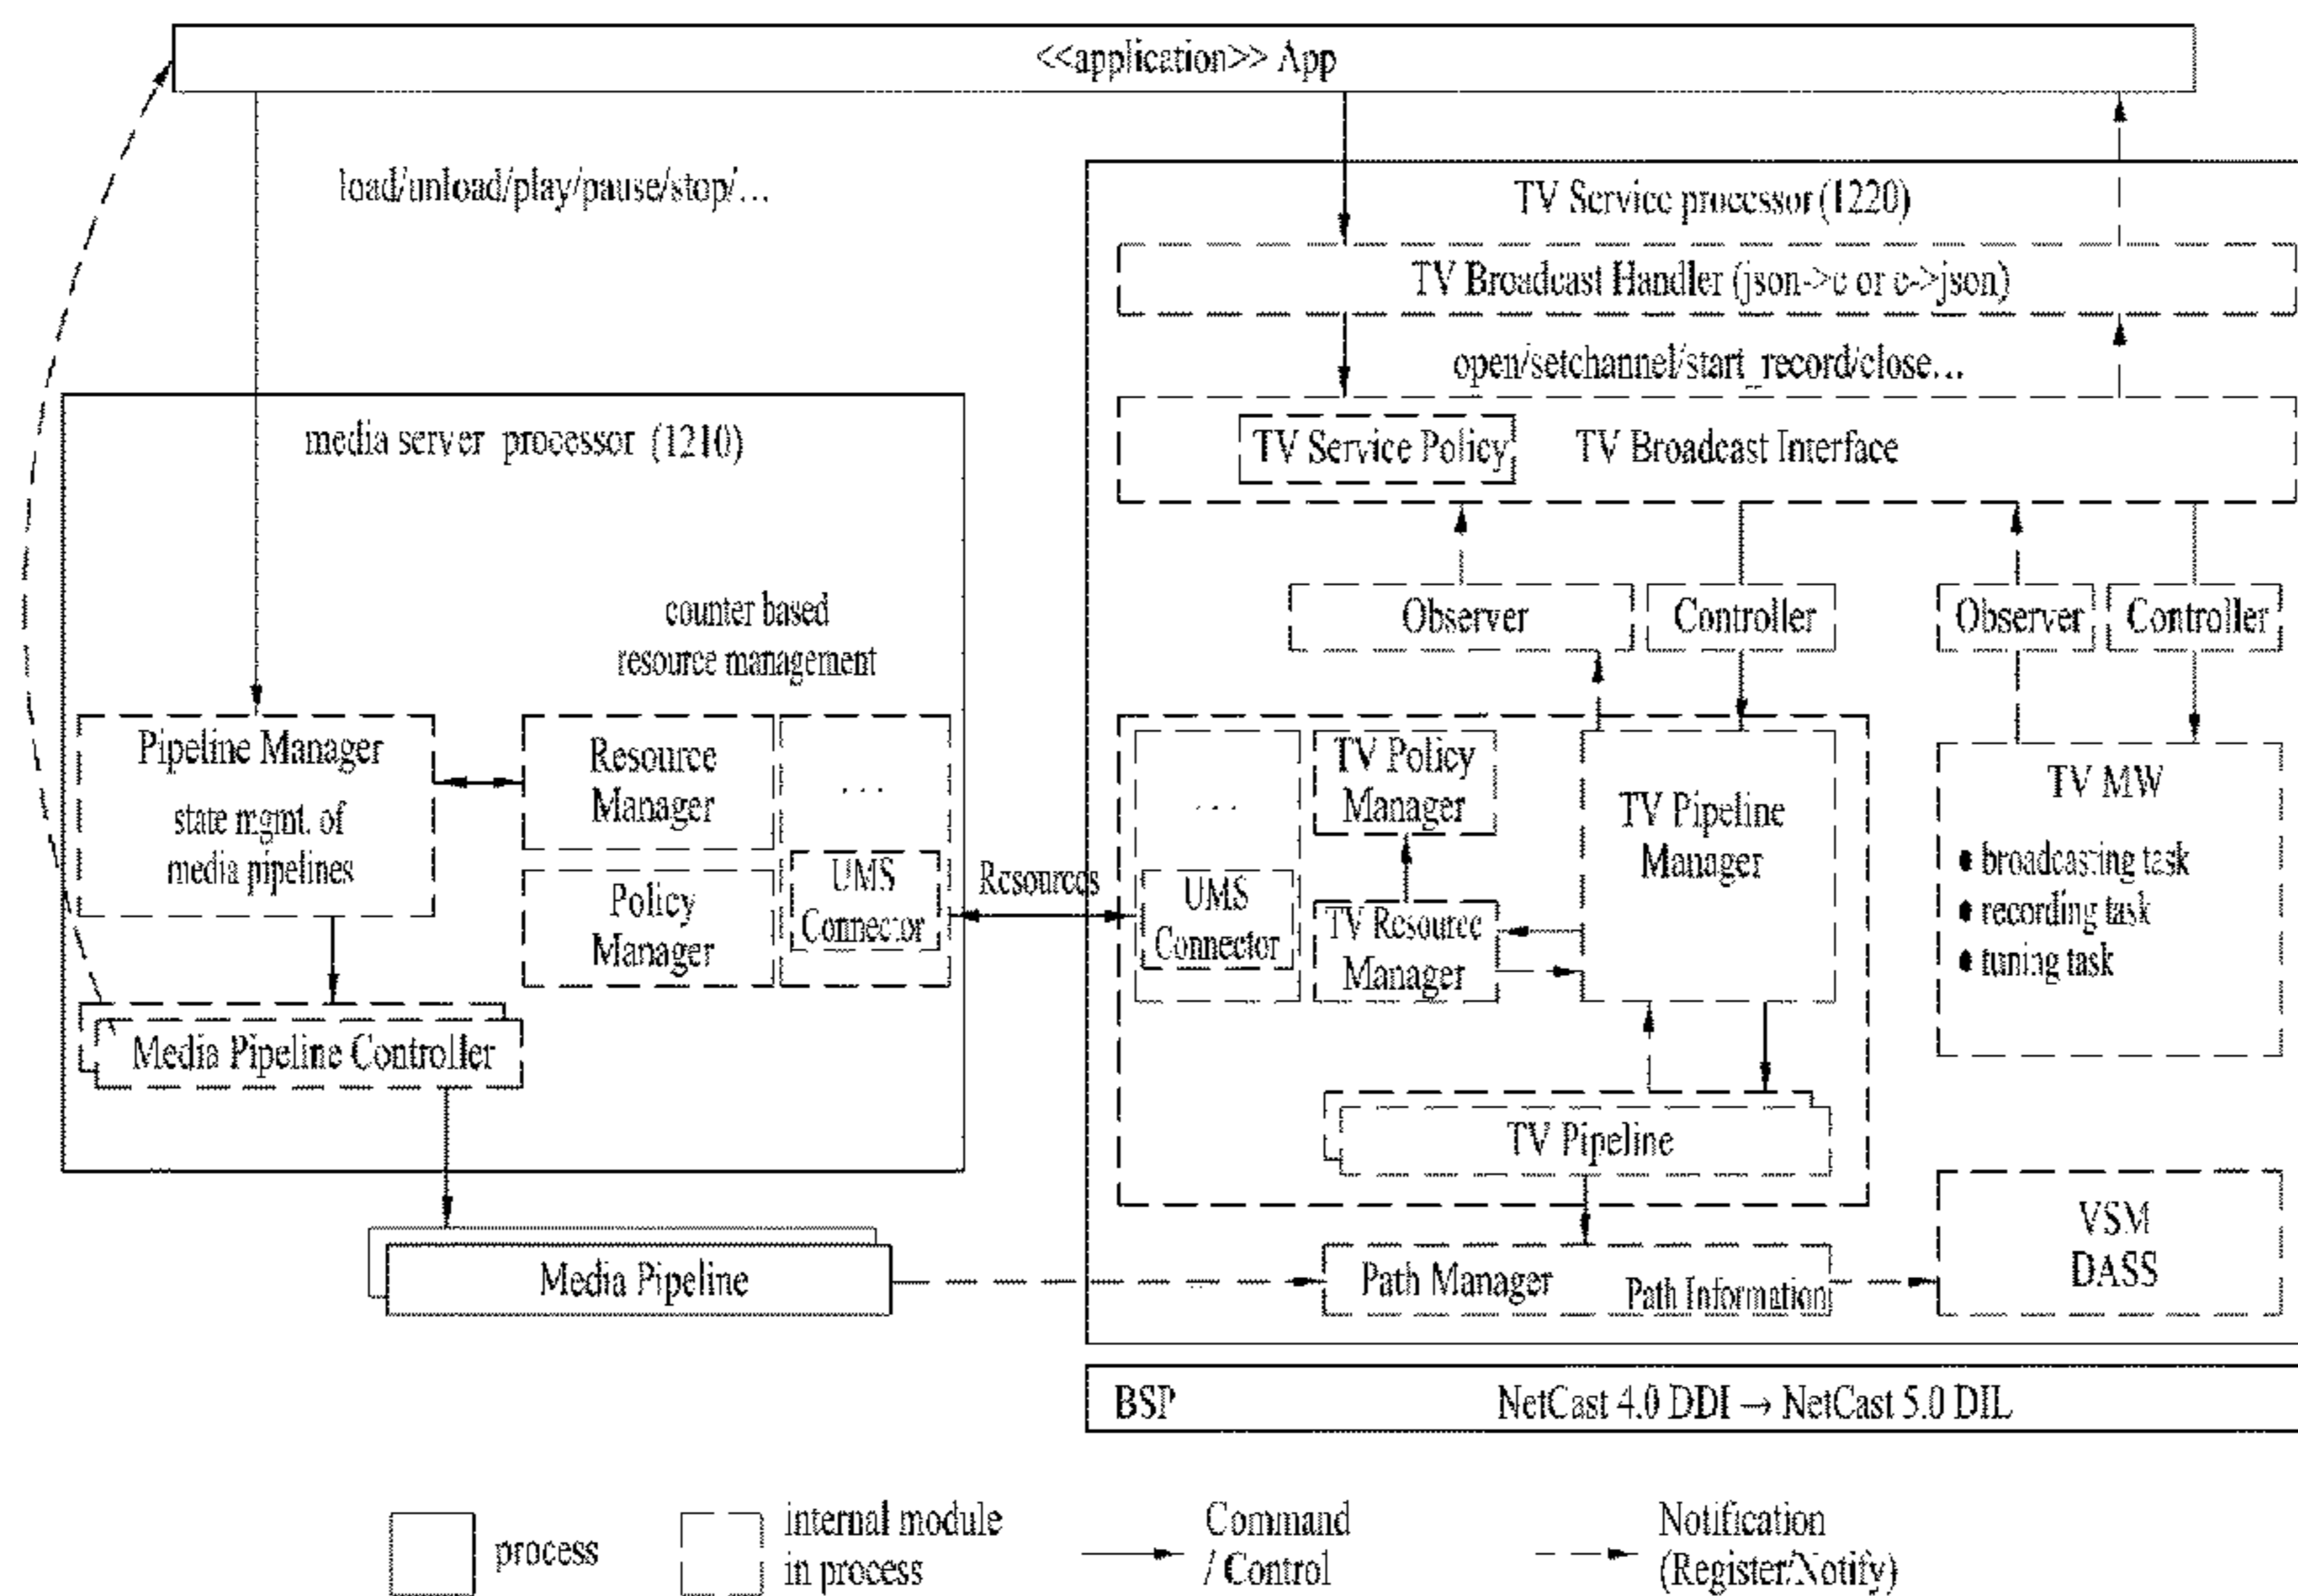 <<application>> App
load/unload/play/pause/stop/...
TV Service processor (1220)
TV Broadcast Handler (json->c or c->json)
open/setchannel/start_record/close...
media server processor (1210)
TV Service Policy
TV Broadcast Interface
counter based
resource management
Observer
Controller
Observer
Controller
Pipeline Manager
state mgmt. of
media pipelines
Resource
Manager
...
Policy
Manager
UMS
Connector
Resources
...
UMS
Connector
TV Policy
Manager
TV Resource
Manager
TV Pipeline
Manager
TV MW
• broadcasting task
• recording task
• tuning task
Media Pipeline Controller
TV Pipeline
Media Pipeline
Path Manager
Path Information
VSM
DASS
BSP
NetCast 4.0 DDI → NetCast 5.0 DIL
process
internal module
in process
Command
/ Control
Notification
(Register/Notify)